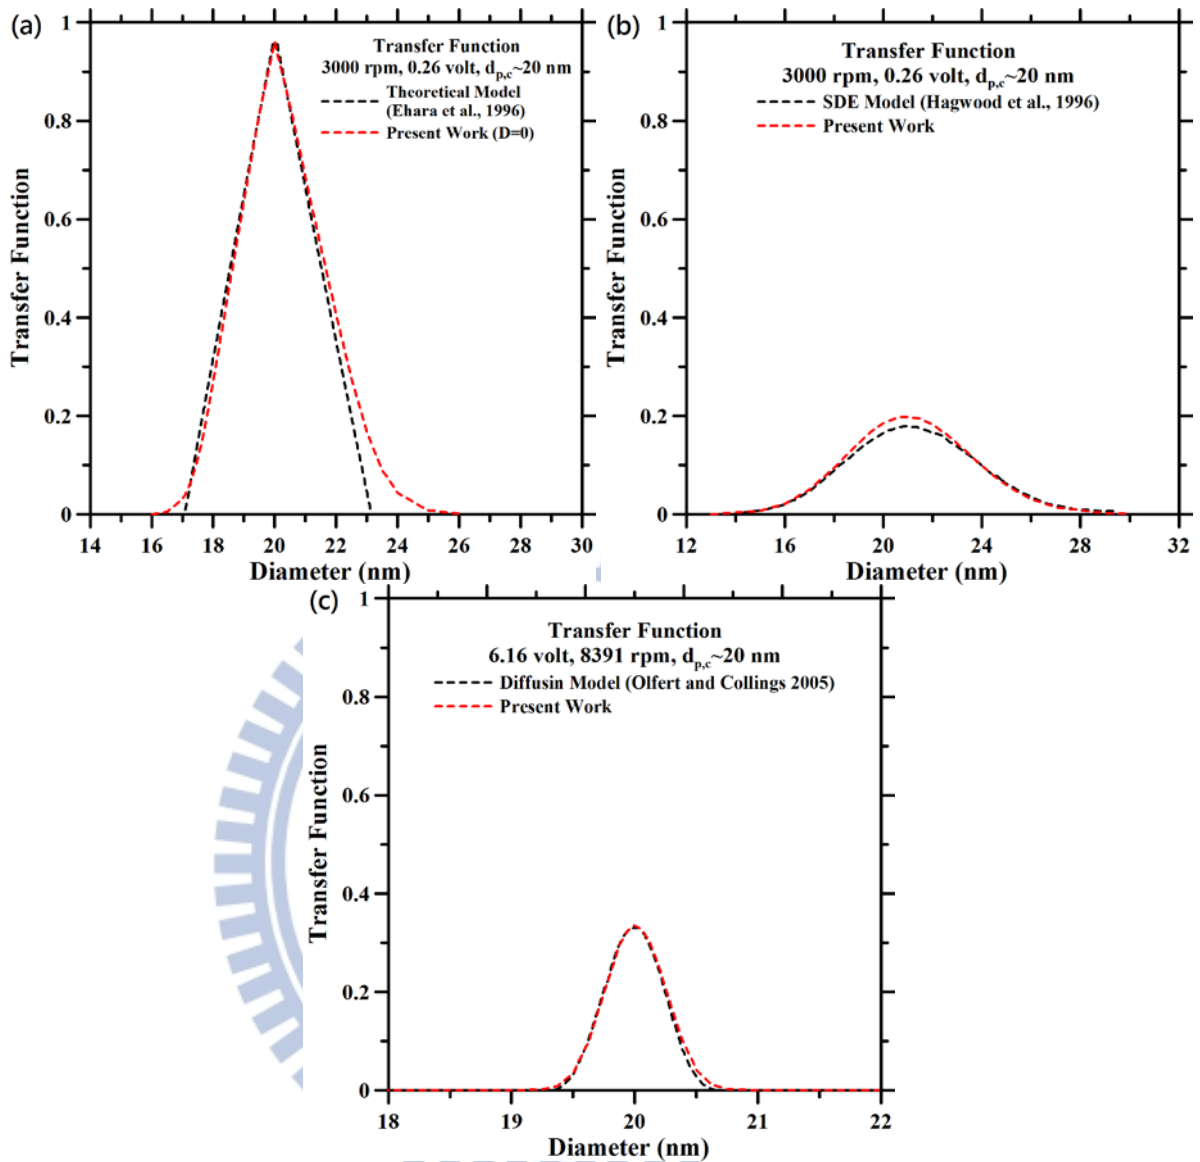 (a)
Transfer Function
3000 rpm, 0.26 volt, dp,c~20 nm
Theoretical Model
(Ehara et al., 1996)
Present Work (D=0)
Transfer Function
1
0.8
0.6
0.4
0.2
0
14 16 18 20 22 24 26 28 30
Diameter (nm)
(b)
Transfer Function
3000 rpm, 0.26 volt, dp,c~20 nm
SDE Model (Hagwood et al., 1996)
Present Work
Transfer Function
1
0.8
0.6
0.4
0.2
0
12 16 20 24 28 32
Diameter (nm)
(c)
Transfer Function
6.16 volt, 8391 rpm, dp,c~20 nm
Diffusin Model (Olfert and Collings 2005)
Present Work
Transfer Function
1
0.8
0.6
0.4
0.2
0
18 19 20 21 22
Diameter (nm)